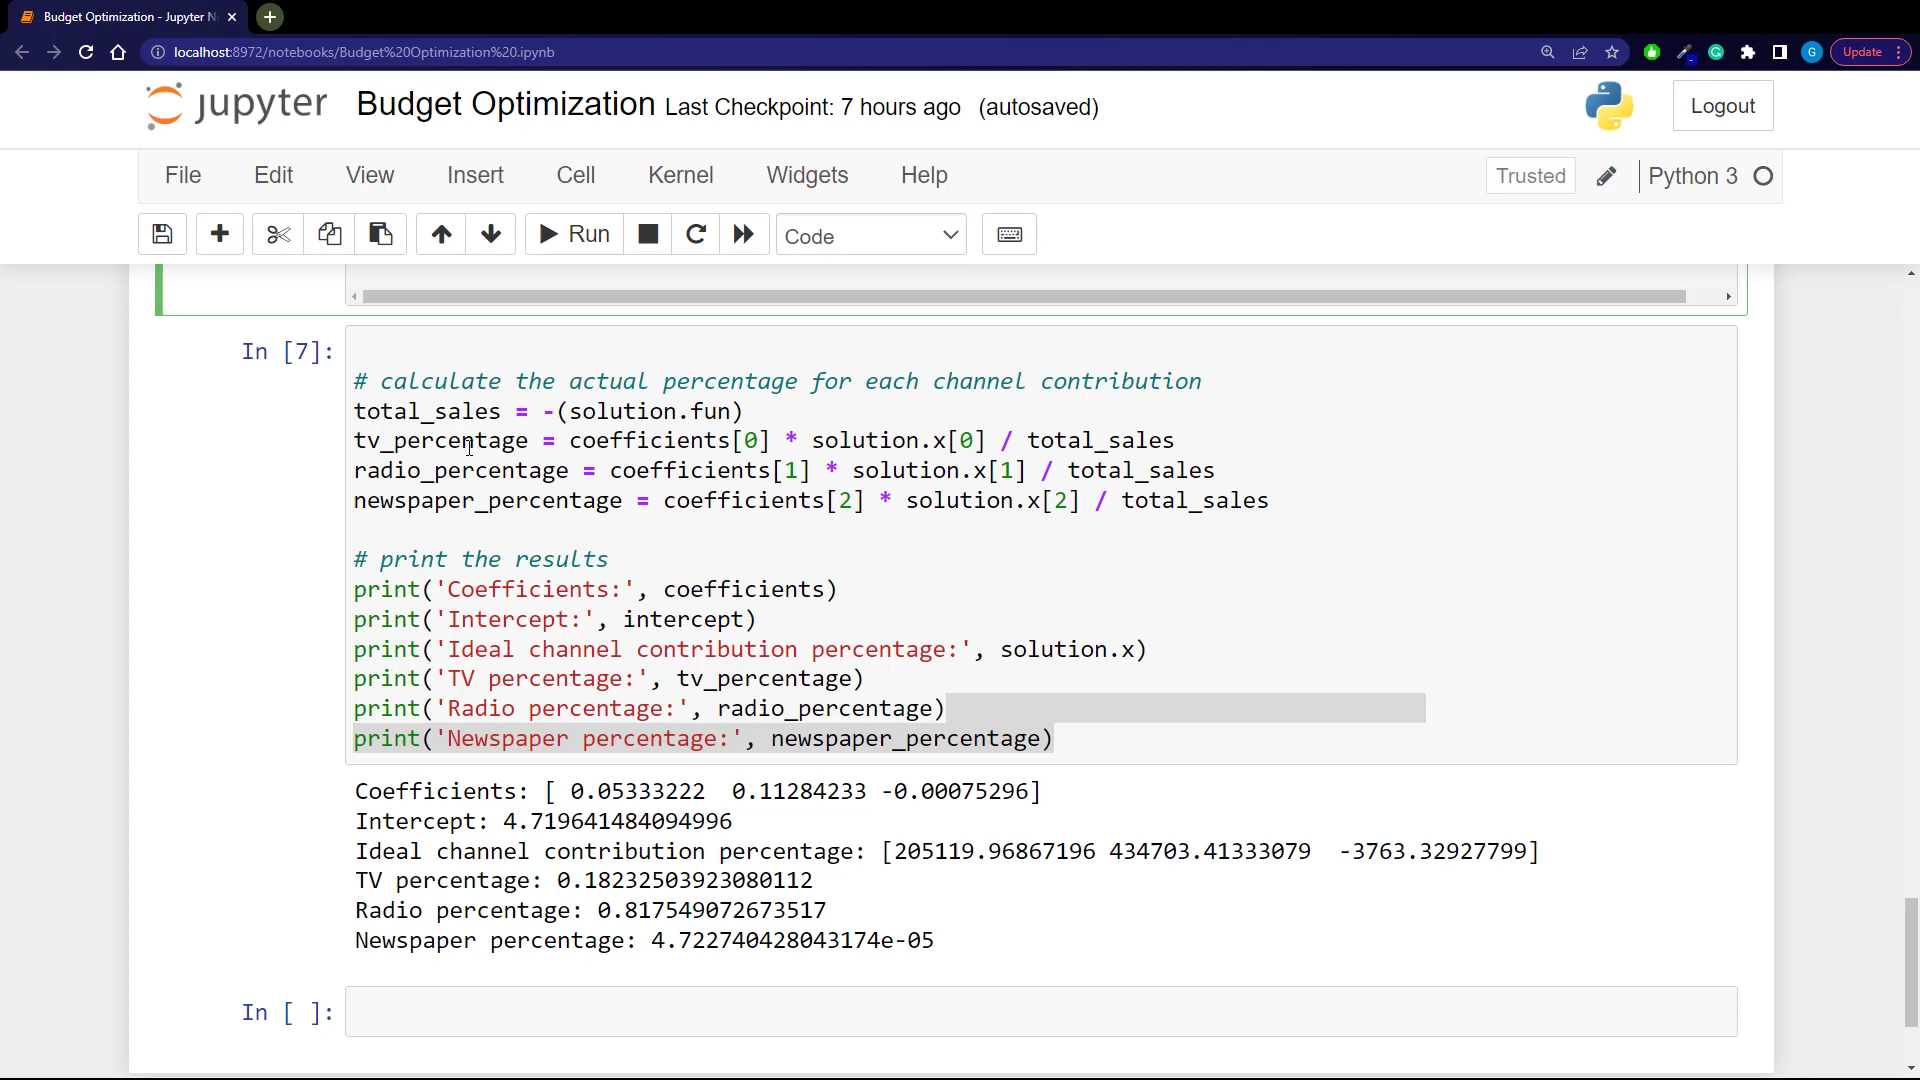 Budget Optimization - Jupyter N
localhost:8972/notebooks/Budget%20Optimization%20.ipynb
G
Update
jupyter Budget Optimization Last Checkpoint: 7 hours ago (autosaved)
Logout
File Edit View Insert Cell Kernel Widgets Help
Trusted Python 3
Run Code
In [7]:
# calculate the actual percentage for each channel contribution
total_sales = -(solution.fun)
tv_percentage = coefficients[0] * solution.x[0] / total_sales
radio_percentage = coefficients[1] * solution.x[1] / total_sales
newspaper_percentage = coefficients[2] * solution.x[2] / total_sales
# print the results
print('Coefficients:', coefficients)
print('Intercept:', intercept)
print('Ideal channel contribution percentage:', solution.x)
print('TV percentage:', tv_percentage)
print('Radio percentage:', radio_percentage)
print('Newspaper percentage:', newspaper_percentage)
Coefficients: [ 0.05333222  0.11284233 -0.00075296]
Intercept: 4.719641484094996
Ideal channel contribution percentage: [205119.96867196 434703.41333079  -3763.32927799]
TV percentage: 0.18232503923080112
Radio percentage: 0.817549072673517
Newspaper percentage: 4.722740428043174e-05
In [ ]: